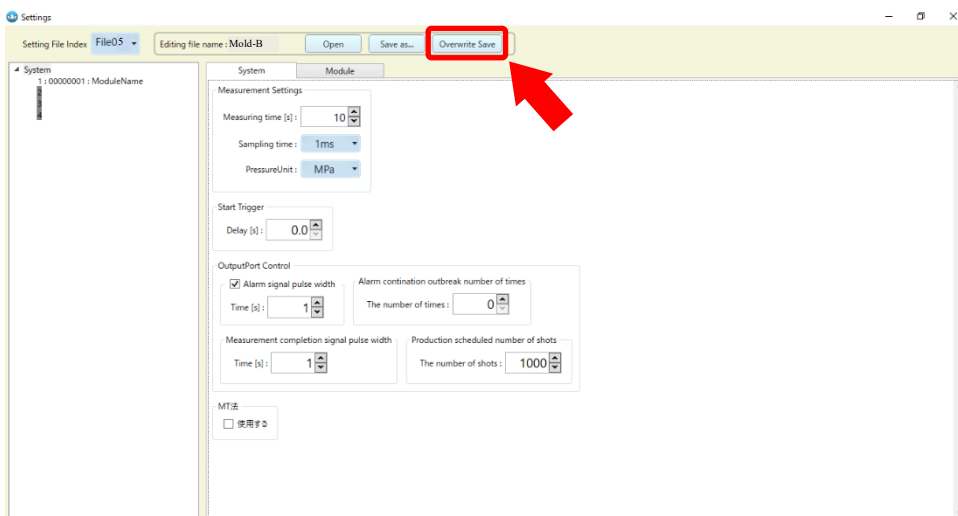 Settings
Setting File Index File05 Editing file name : Mold-B Open Save as... Overwrite Save
System
1 : 00000001 : ModuleName
2
3
4
System Module
Measurement Settings
Measuring time [s] : 10
Sampling time : 1ms
PressureUnit : MPa
Start Trigger
Delay [s] : 0.0
OutputPort Control
Alarm signal pulse width Alarm contination outbreak number of times
Time [s] : 1 The number of times : 0
Measurement completion signal pulse width Production scheduled number of shots
Time [s] : 1 The number of shots : 1000
MT法
使用する